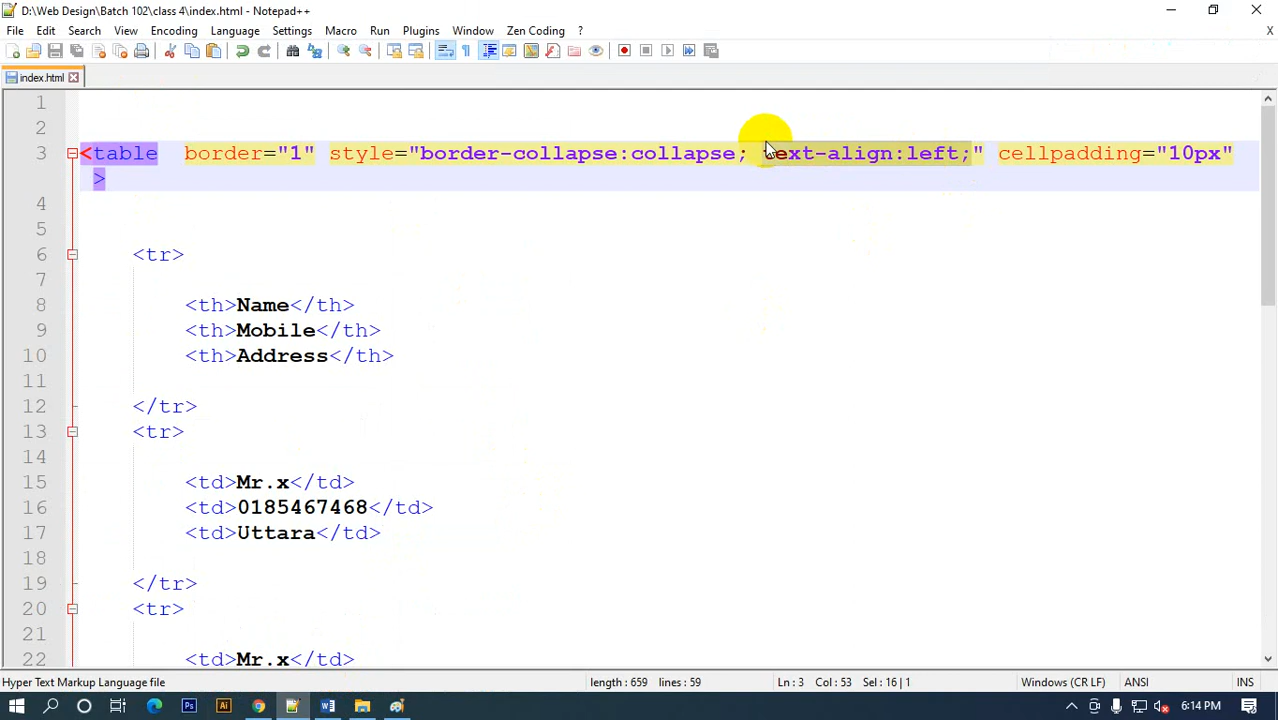 D:\Web Design\Batch 102\class 4\index.html - Notepad++
File Edit Search View Encoding Language Settings Macro Run Plugins Window Zen Coding ? X
index.html
1
2
3 <table  border="1" style="border-collapse:collapse; text-align:left;" cellpadding="10px"
>
4
5
6 <tr>
7
8 <th>Name</th>
9 <th>Mobile</th>
10 <th>Address</th>
11
12 </tr>
13 <tr>
14
15 <td>Mr.x</td>
16 <td>0185467468</td>
17 <td>Uttara</td>
18
19 </tr>
20 <tr>
21
22 <td>Mr.x</td>
Hyper Text Markup Language file length : 659 lines : 59 Ln : 3 Col : 53 Sel : 16 | 1 Windows (CR LF) ANSI INS
Ps Ai W 6:14 PM